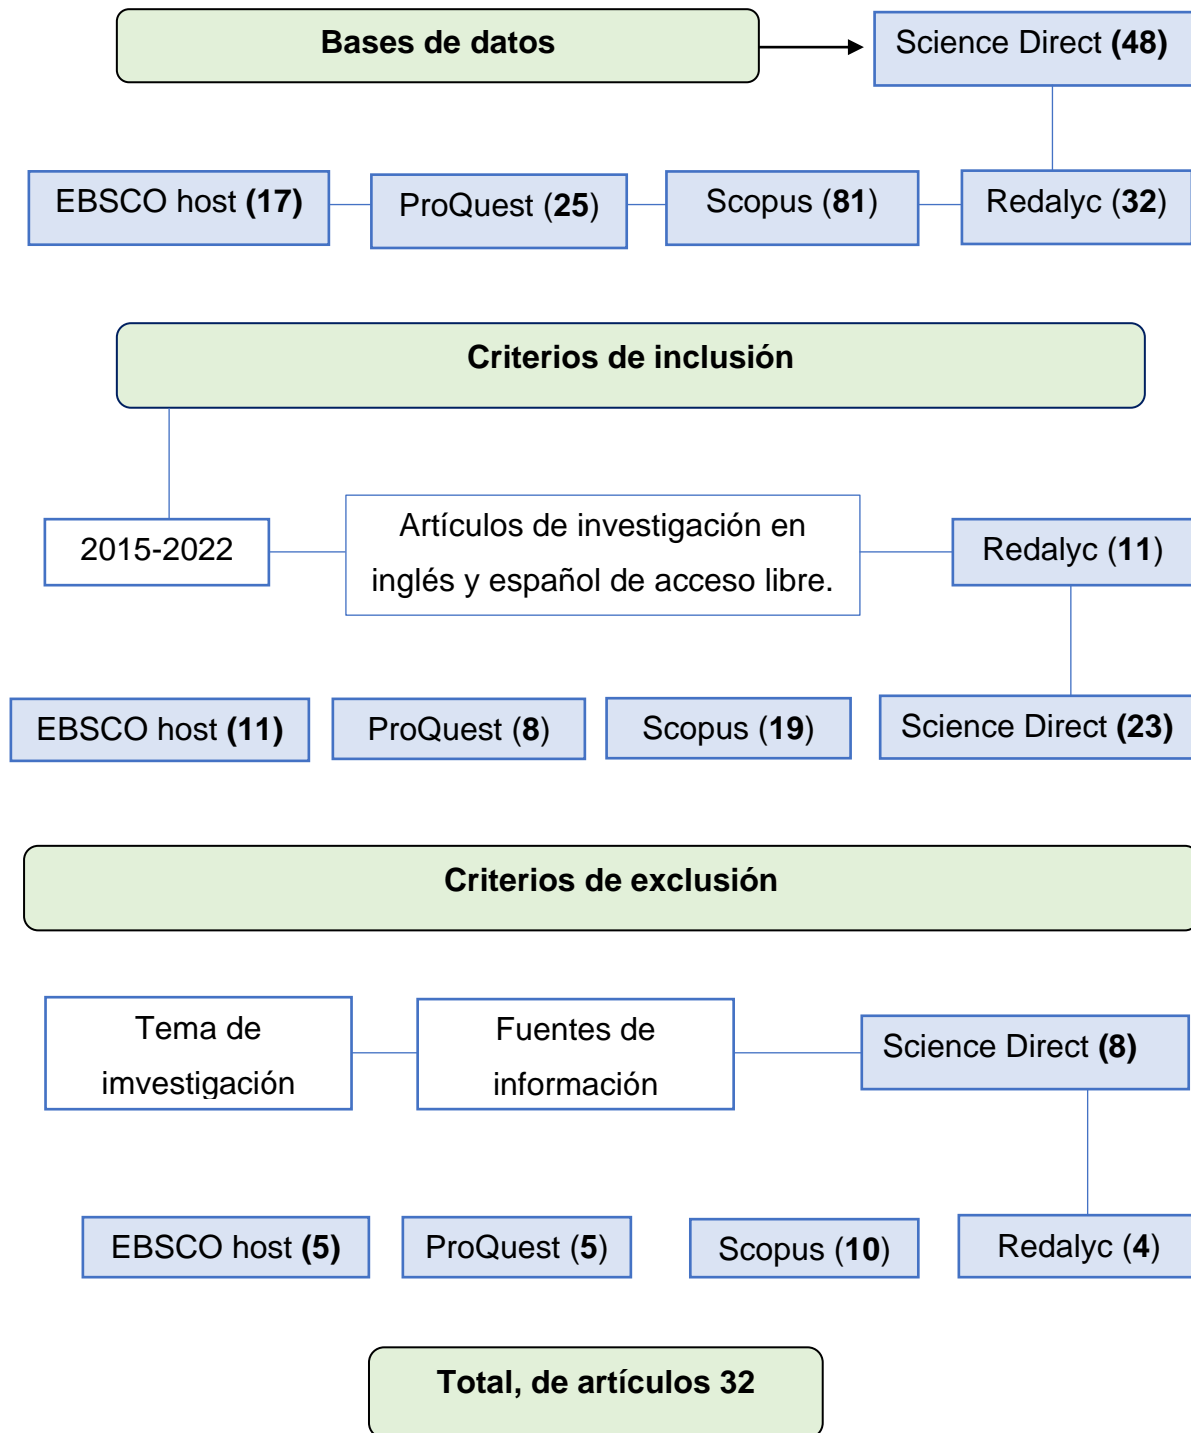 Bases de datos
Science Direct (48)
EBSCO host (17)
ProQuest (25)
Scopus (81)
Redalyc (32)
Criterios de inclusión
2015-2022
Artículos de investigación en
inglés y español de acceso libre.
Redalyc (11)
EBSCO host (11)
ProQuest (8)
Scopus (19)
Science Direct (23)
Criterios de exclusión
Tema de
imvestigación
Fuentes de
información
Science Direct (8)
EBSCO host (5)
ProQuest (5)
Scopus (10)
Redalyc (4)
Total, de artículos 32